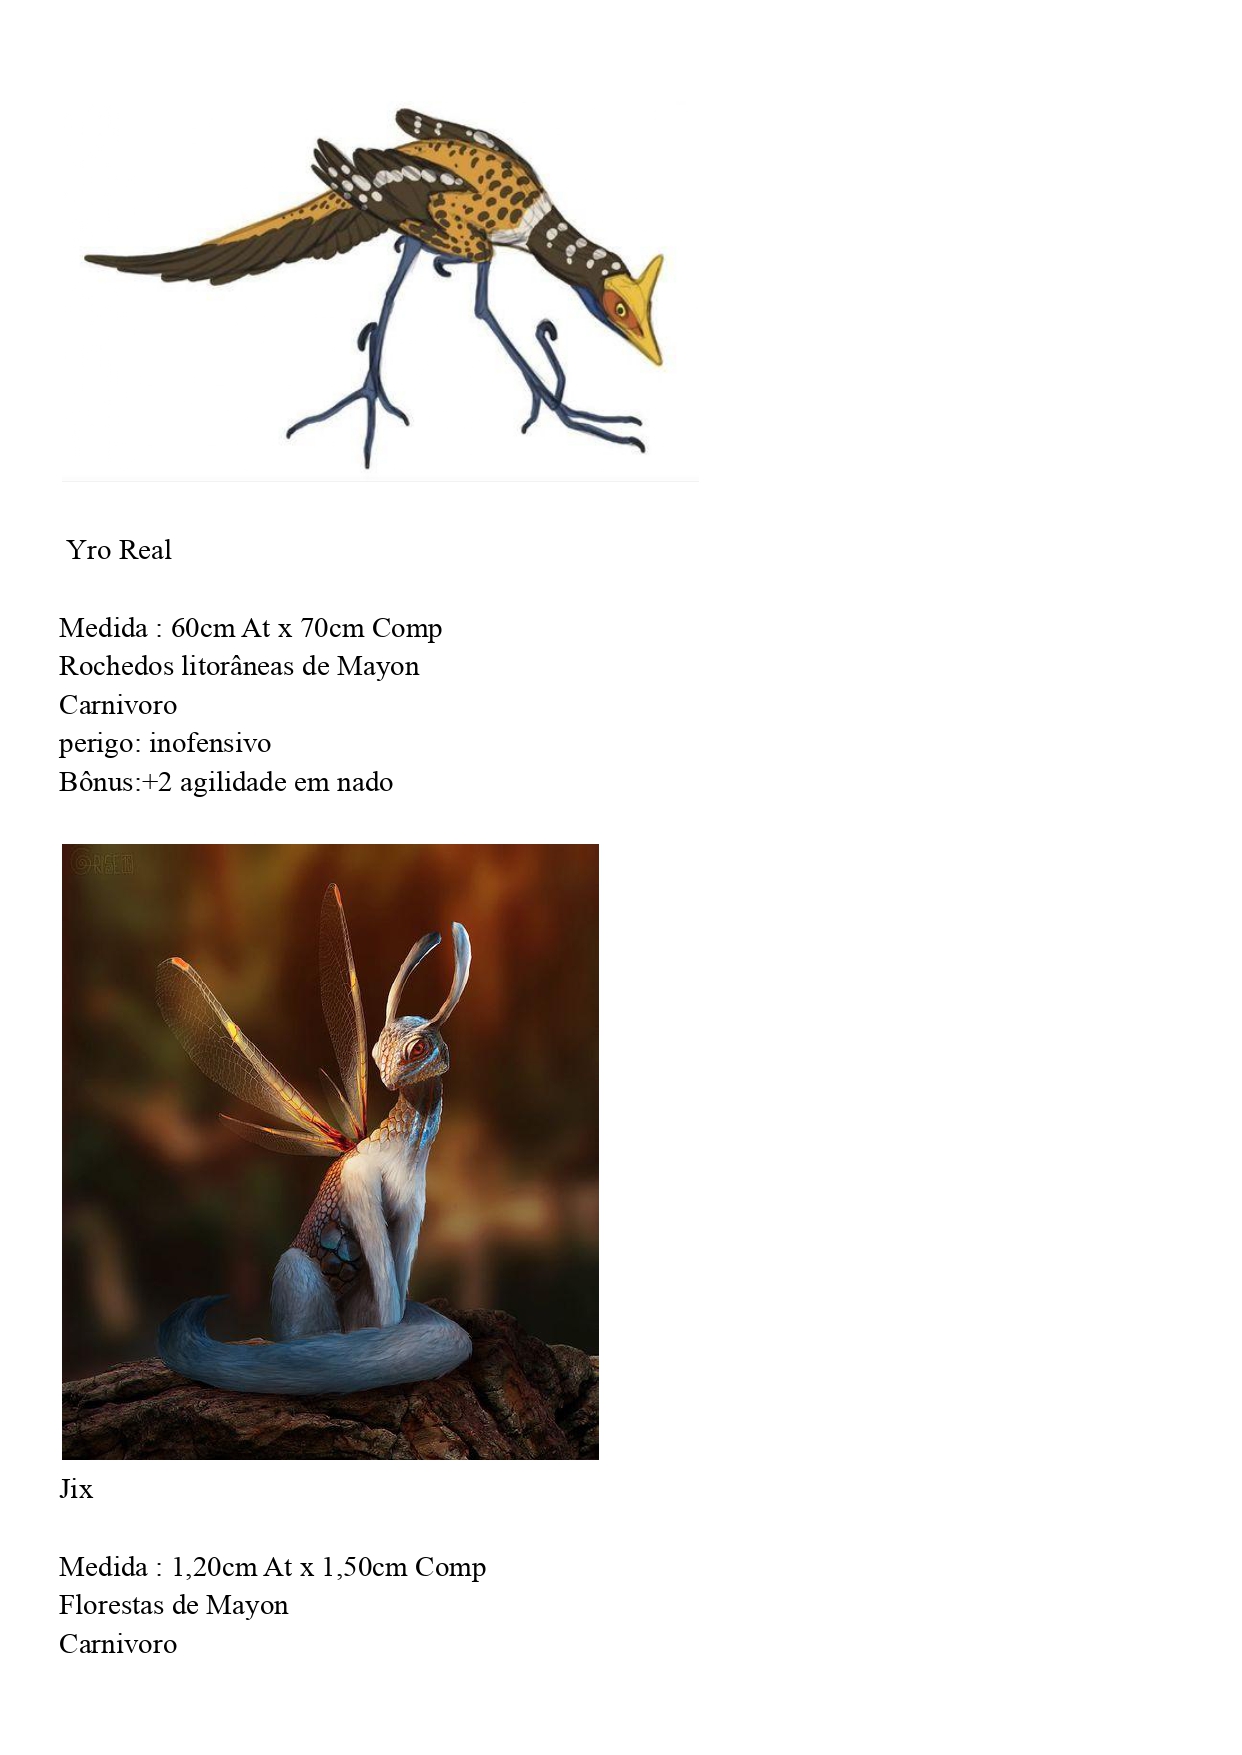 Yro Real
Medida : 60cm At x 70cm Comp
Rochedos litorâneas de Mayon
Carnivoro
perigo: inofensivo
Bônus:+2 agilidade em nado
Jix
Medida : 1,20cm At x 1,50cm Comp
Florestas de Mayon
Carnivoro